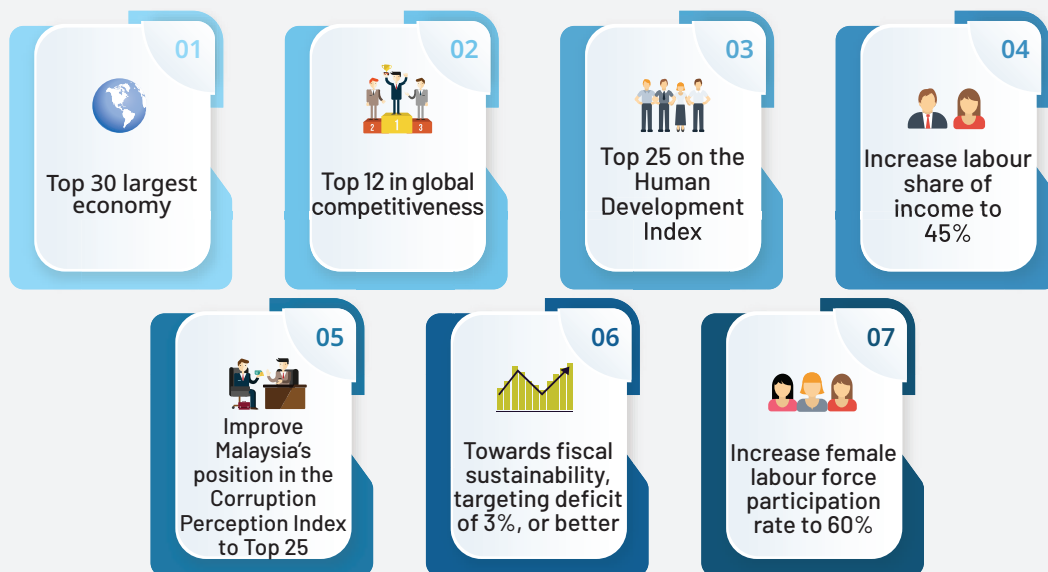 01
Top 30 largest
economy
02
2 1 3
Top 12 in global
competitiveness
03
Top 25 on the
Human
Development
Index
04
Increase labour
share of
income to
45%
05
Improve
Malaysia's
position in the
Corruption
Perception Index
to Top 25
06
Towards fiscal
sustainability,
targeting deficit
of 3%, or better
07
Increase female
labour force
participation
rate to 60%